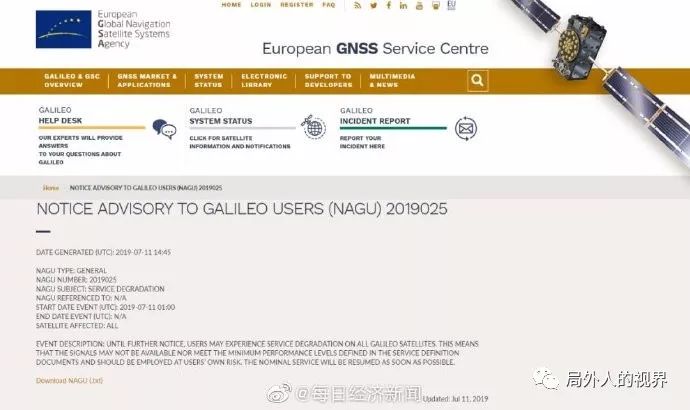 European
Global Navigation
Satellite Systems
Agency
HOME LOGIN REGISTER FAQ
EU
European GNSS Service Centre
GALILEO & GSC OVERVIEW
GNSS MARKET & APPLICATIONS
SYSTEM STATUS
ELECTRONIC LIBRARY
SUPPORT TO DEVELOPERS
MULTIMEDIA & NEWS
GALILEO
HELP DESK
OUR EXPERTS WILL PROVIDE
ANSWERS
TO YOUR QUESTIONS ABOUT
GALILEO
GALILEO
SYSTEM STATUS
CLICK FOR SATELLITE
INFORMATION AND NOTIFICATIONS
GALILEO
INCIDENT REPORT
REPORT YOUR
INCIDENT HERE
Home NOTICE ADVISORY TO GALILEO USERS (NAGU) 2019025
NOTICE ADVISORY TO GALILEO USERS (NAGU) 2019025
DATE GENERATED (UTC): 2019-07-11 14:45
NAGU TYPE: GENERAL
NAGU NUMBER: 2019025
NAGU SUBJECT: SERVICE DEGRADATION
NAGU REFERENCED TO: N/A
START DATE EVENT (UTC): 2019-07-11 01:00
END DATE EVENT (UTC): N/A
SATELLITE AFFECTED: ALL
EVENT DESCRIPTION: UNTIL FURTHER NOTICE, USERS MAY EXPERIENCE SERVICE DEGRADATION ON ALL GALILEO SATELLITES. THIS MEANS
THAT THE SIGNALS MAY NOT BE AVAILABLE NOR MEET THE MINIMUM PERFORMANCE LEVELS DEFINED IN THE SERVICE DEFINITION
DOCUMENTS AND SHOULD BE EMPLOYED AT USERS' OWN RISK. THE NOMINAL SERVICE WILL BE RESUMED AS SOON AS POSSIBLE.
Download NAGU (.txt)
@每日经济新闻
局外人的视界
Updated: Jul 11, 2019